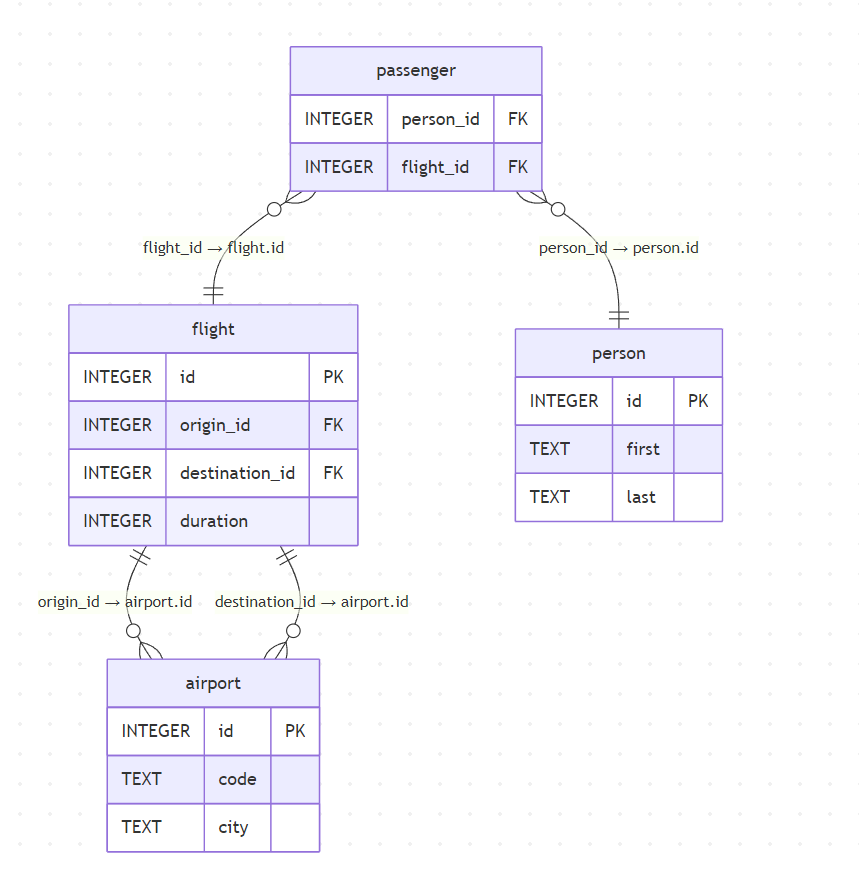 passenger
INTEGER person_id FK
INTEGER flight_id FK
flight_id → flight.id
person_id → person.id
flight
INTEGER id PK
INTEGER origin_id FK
INTEGER destination_id FK
INTEGER duration
person
INTEGER id PK
TEXT first
TEXT last
origin_id → airport.id
destination_id → airport.id
airport
INTEGER id PK
TEXT code
TEXT city